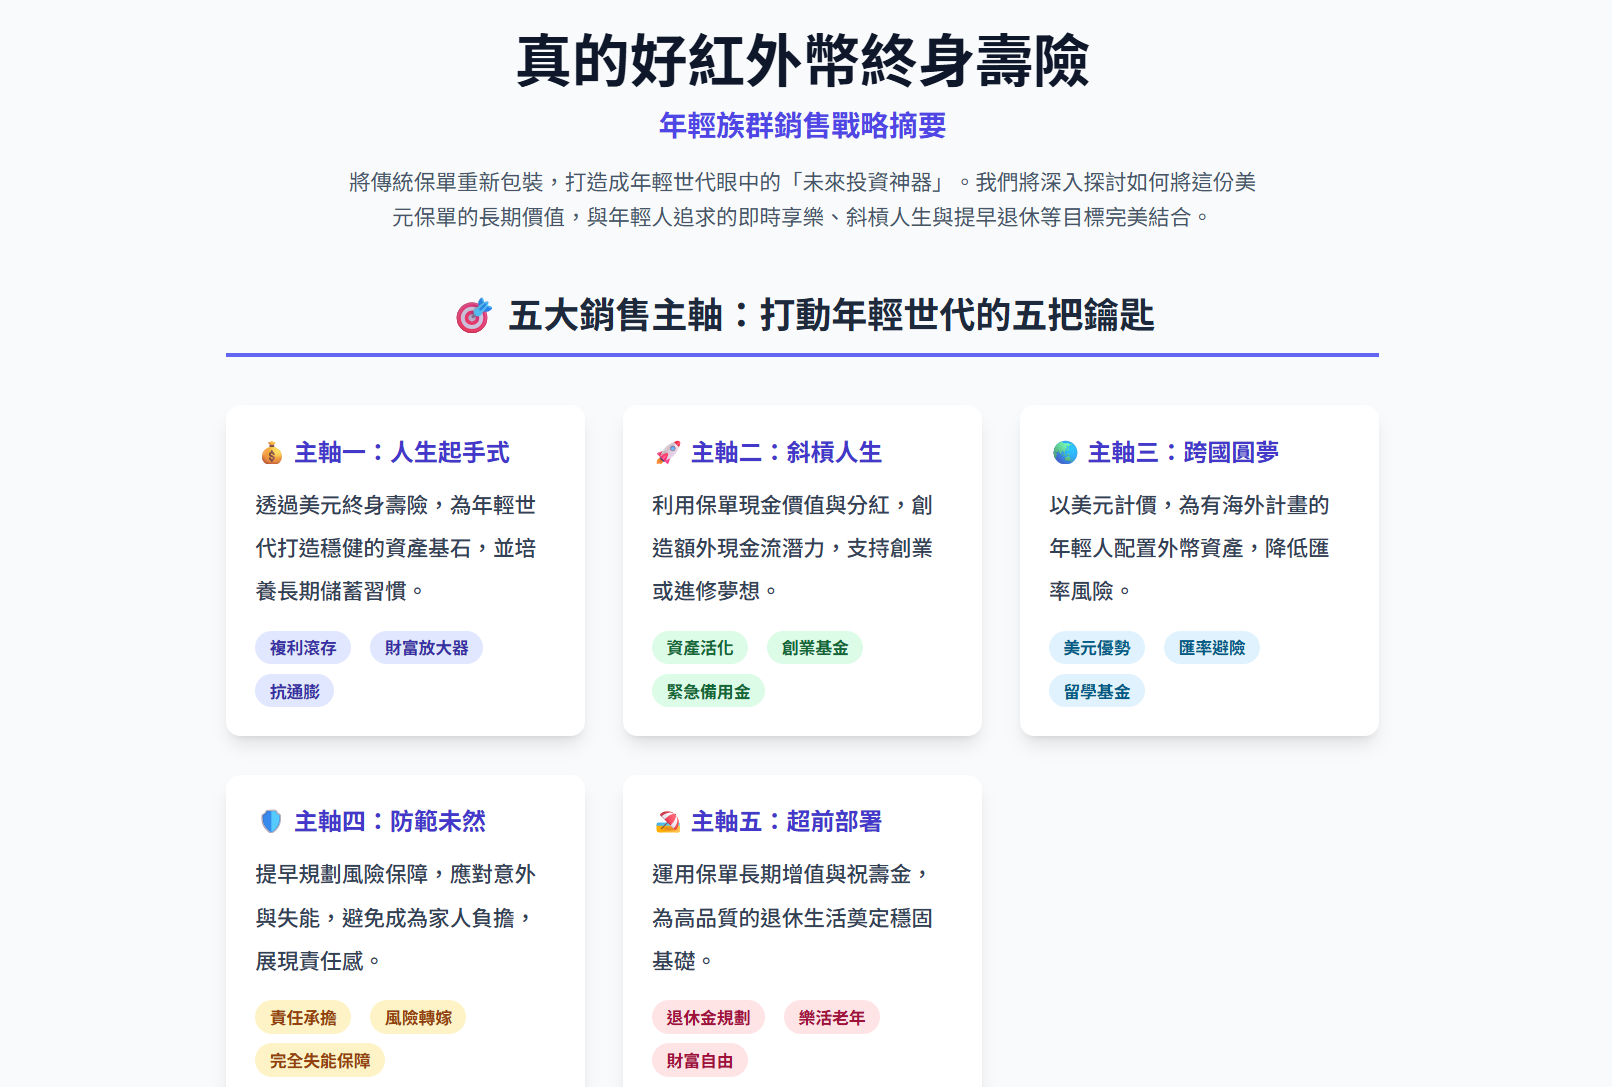 真的好紅外幣終身壽險
年輕族群銷售戰略摘要
將傳統保單重新包裝，打造成年輕世代眼中的「未來投資神器」。我們將深入探討如何將這份美
元保單的長期價值，與年輕人追求的即時享樂、斜槓人生與提早退休等目標完美結合。
🎯 五大銷售主軸：打動年輕世代的五把鑰匙
💰 主軸一：人生起手式
透過美元終身壽險，為年輕世
代打造穩健的資產基石，並培
養長期儲蓄習慣。
複利滾存 財富放大器
抗通膨
🚀 主軸二：斜槓人生
利用保單現金價值與分紅，創
造額外現金流潛力，支持創業
或進修夢想。
資產活化 創業基金
緊急備用金
🌏 主軸三：跨國圓夢
以美元計價，為有海外計畫的
年輕人配置外幣資產，降低匯
率風險。
美元優勢 匯率避險
留學基金
🛡️ 主軸四：防範未然
提早規劃風險保障，應對意外
與失能，避免成為家人負擔，
展現責任感。
責任承擔 風險轉嫁
完全失能保障
🏖️ 主軸五：超前部署
運用保單長期增值與祝壽金，
為高品質的退休生活奠定穩固
基礎。
退休金規劃 樂活老年
財富自由